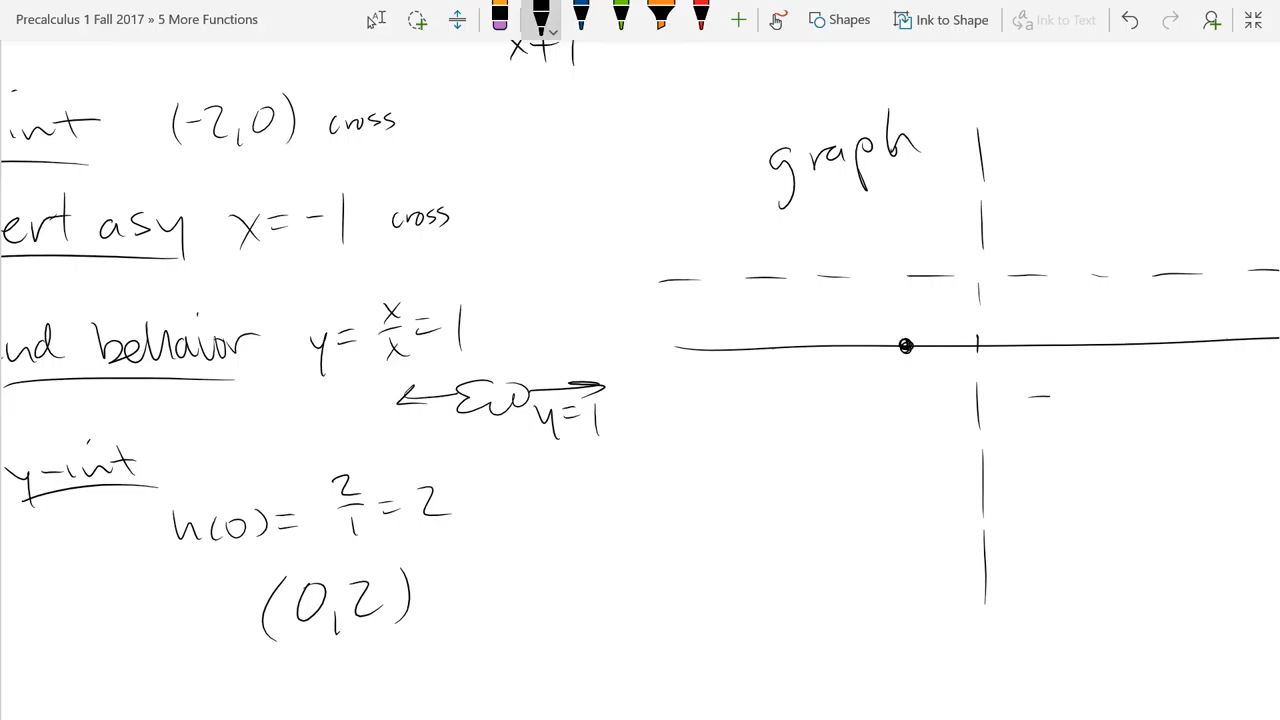 Precalculus 1 Fall 2017 » 5 More Functions
Shapes
Ink to Shape
Ink to Text
x+1
int (-2,0) cross
graph
ert asy x=-1 cross
nd behavior y= x/x =1
y=1
y-int
h(0)= 2/1 =2
(0,2)